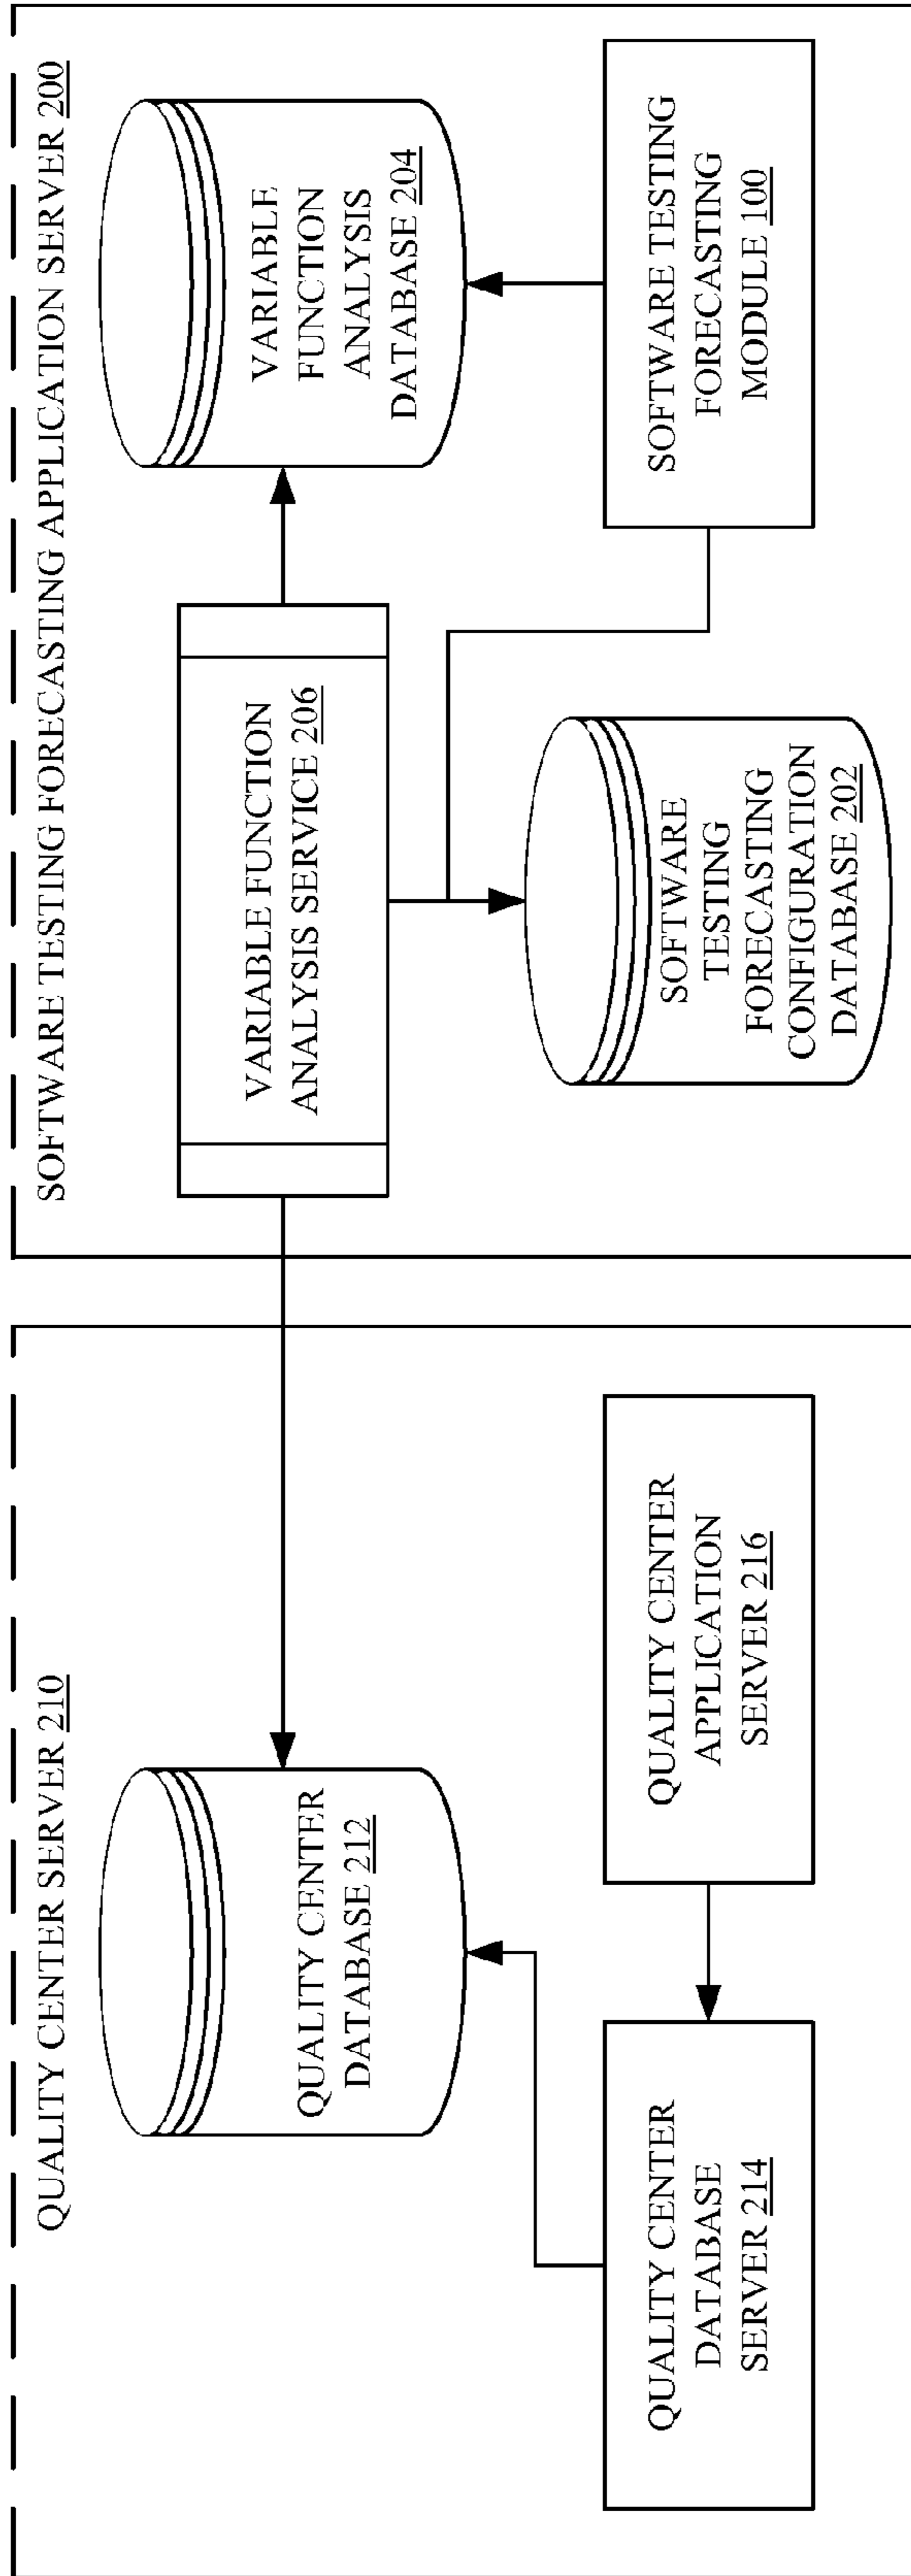 QUALITY CENTER SERVER 210
QUALITY CENTER
DATABASE 212
QUALITY CENTER
DATABASE
SERVER 214
QUALITY CENTER
APPLICATION
SERVER 216
SOFTWARE TESTING FORECASTING APPLICATION SERVER 200
VARIABLE FUNCTION
ANALYSIS SERVICE 206
VARIABLE
FUNCTION
ANALYSIS
DATABASE 204
SOFTWARE
TESTING
FORECASTING
CONFIGURATION
DATABASE 202
SOFTWARE TESTING
FORECASTING
MODULE 100